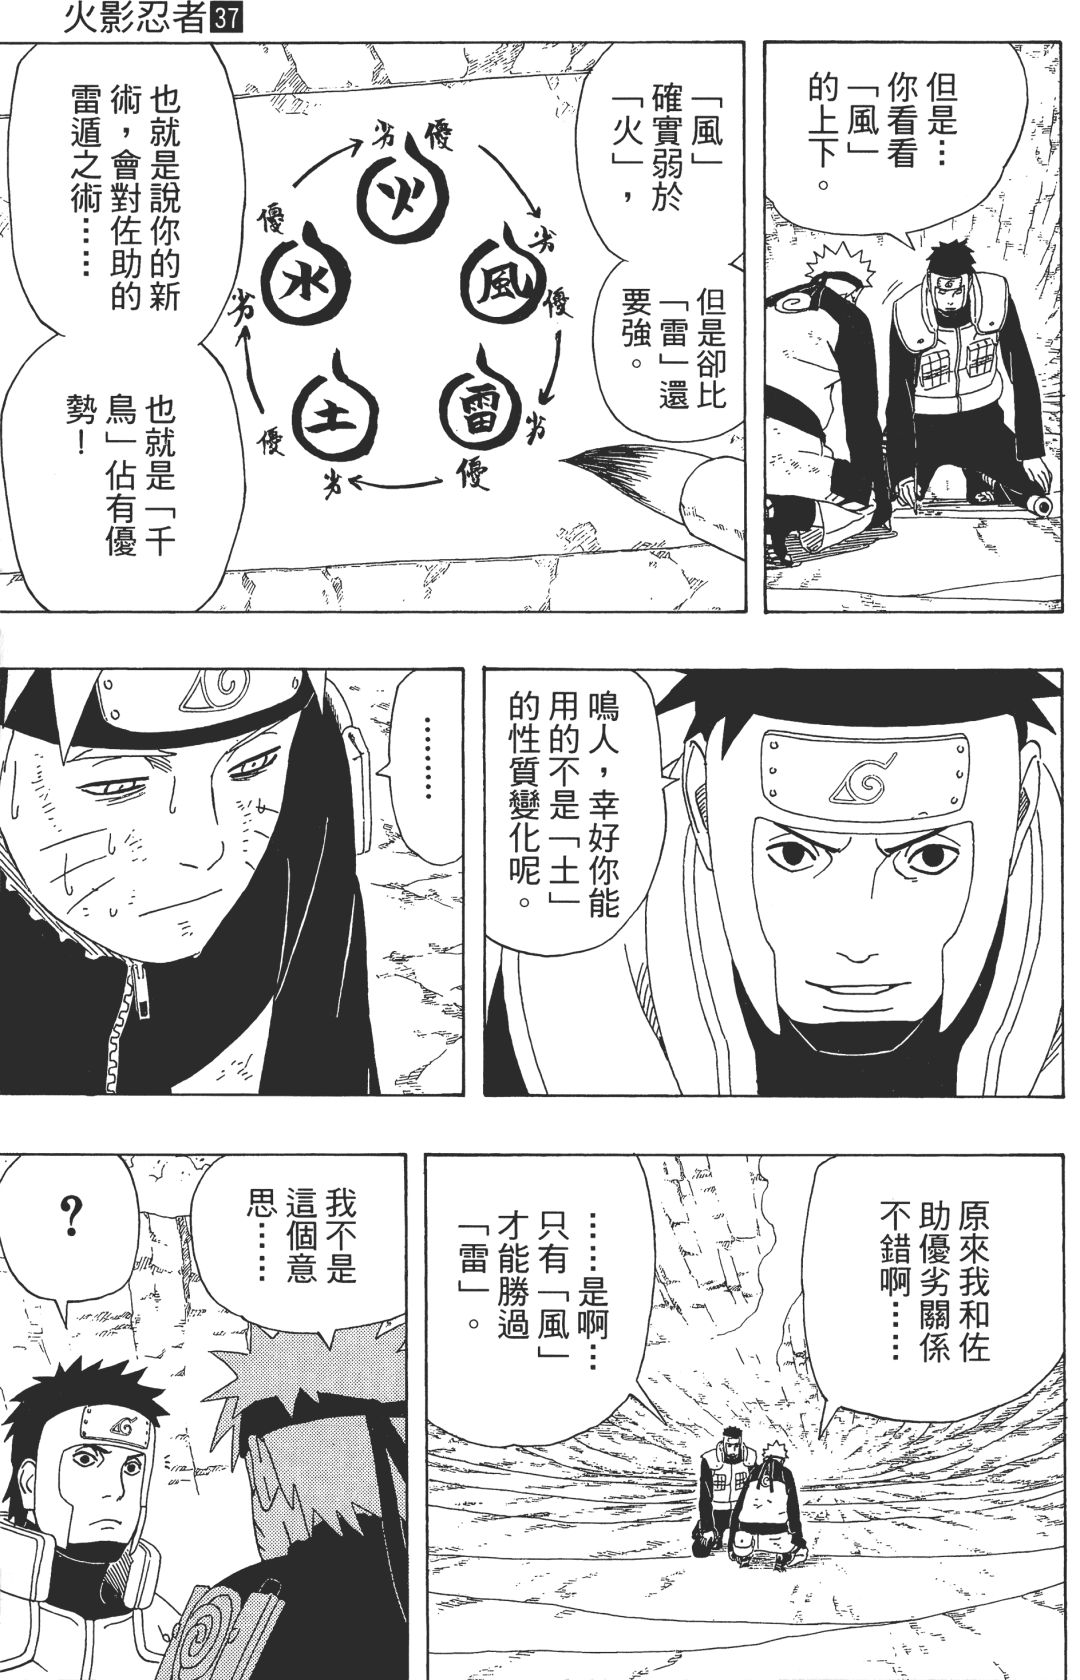 火影忍者37
但是…
你看看
「風」
的上下。
「風」
確實弱於
「火」，
但是卻比
「雷」還
要強。
火
優
劣
風
優
劣
雷
優
劣
土
優
劣
水
優
劣
也就是說你的新
術，會對佐助的
雷遁之術……
也就是「千
鳥」佔有優
勢！
鳴人，幸好你能
用的不是「土」
的性質變化呢。
………
原來我和佐
助優劣關係
不錯啊……
……是啊…
只有「風」
才能勝過
「雷」。
我不是
這個意
思……
？